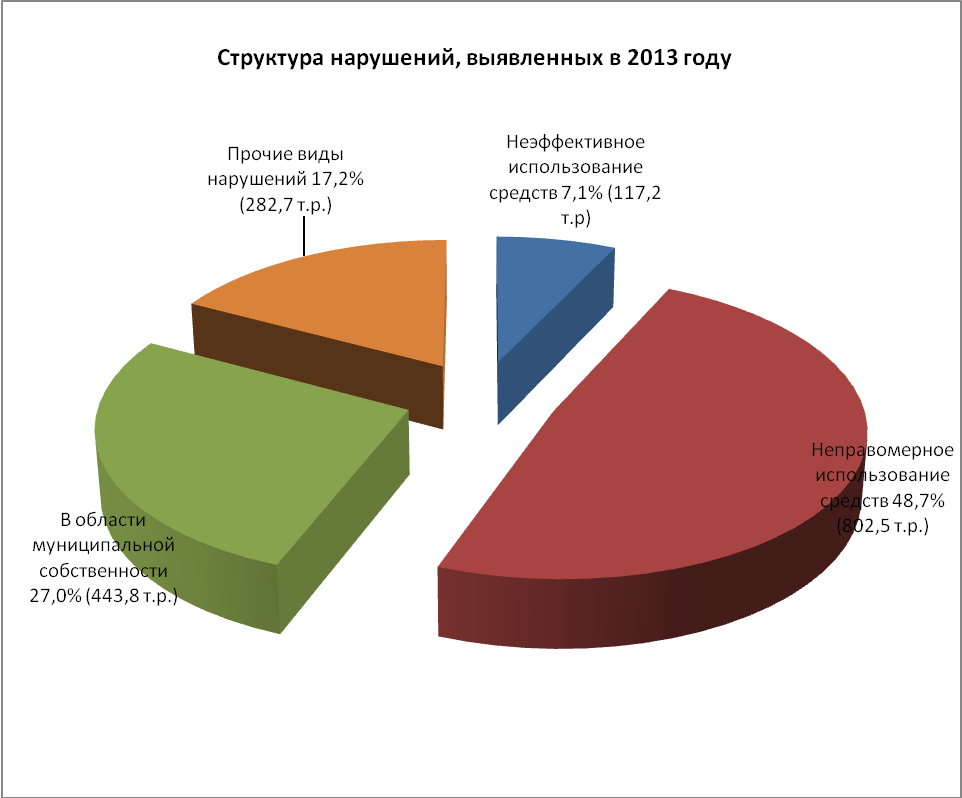 Структура нарушений, выявленных в 2013 году
Неэффективное
использование
средств 7,1% (117,2
т.р)
Прочие виды
нарушений 17,2%
(282,7 т.р.)
Неправомерное
использование
средств 48,7%
(802,5 т.р.)
В области
муниципальной
собственности
27,0% (443,8 т.р.)